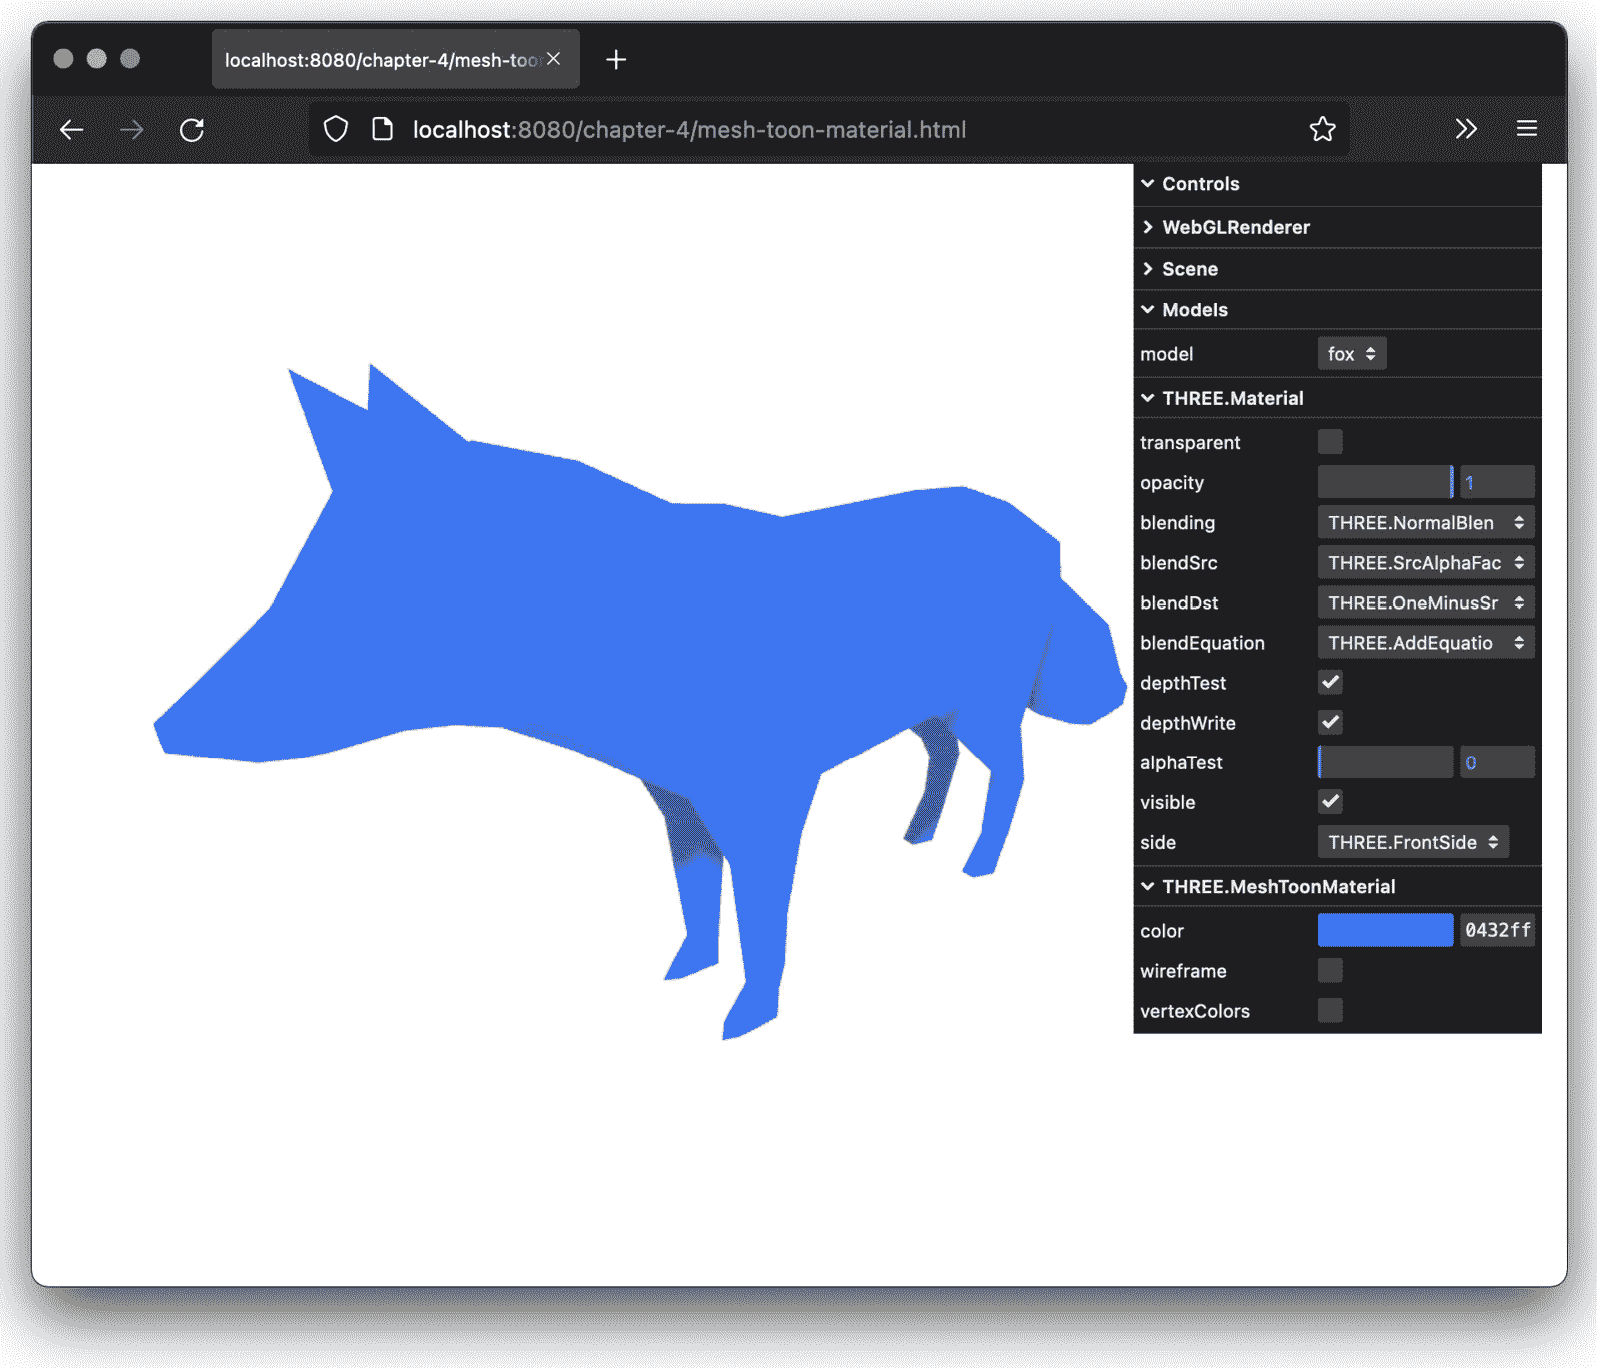 localhost:8080/chapter-4/mesh-too
localhost:8080/chapter-4/mesh-toon-material.html
Controls
WebGLRenderer
Scene
Models
model fox
THREE.Material
transparent
opacity 1
blending THREE.NormalBlen
blendSrc THREE.SrcAlphaFac
blendDst THREE.OneMinusSr
blendEquation THREE.AddEquatio
depthTest
depthWrite
alphaTest 0
visible
side THREE.FrontSide
THREE.MeshToonMaterial
color 0432ff
wireframe
vertexColors